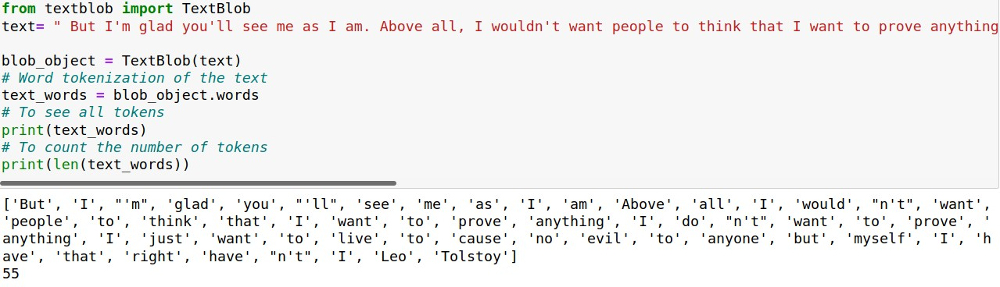 from textblob import TextBlob
text= " But I'm glad you'll see me as I am. Above all, I wouldn't want people to think that I want to prove anything
blob_object = TextBlob(text)
# Word tokenization of the text
text_words = blob_object.words
# To see all tokens
print(text_words)
# To count the number of tokens
print(len(text_words))
['But', 'I', "'m", 'glad', 'you', "'ll", 'see', 'me', 'as', 'I', 'am', 'Above', 'all', 'I', 'would', "n't", 'want',
'people', 'to', 'think', 'that', 'I', 'want', 'to', 'prove', 'anything', 'I', 'do', "n't", 'want', 'to', 'prove', '
anything', 'I', 'just', 'want', 'to', 'live', 'to', 'cause', 'no', 'evil', 'to', 'anyone', 'but', 'myself', 'I', 'h
ave', 'that', 'right', 'have', "n't", 'I', 'Leo', 'Tolstoy']
55